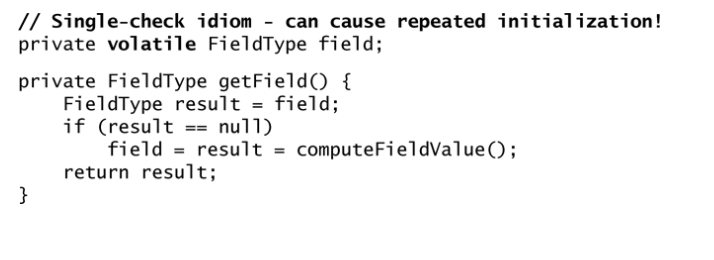 // Single-check idiom - can cause repeated initialization!
private volatile FieldType field;
private FieldType getField() {
    FieldType result = field;
    if (result == null)
        field = result = computeFieldValue();
    return result;
}